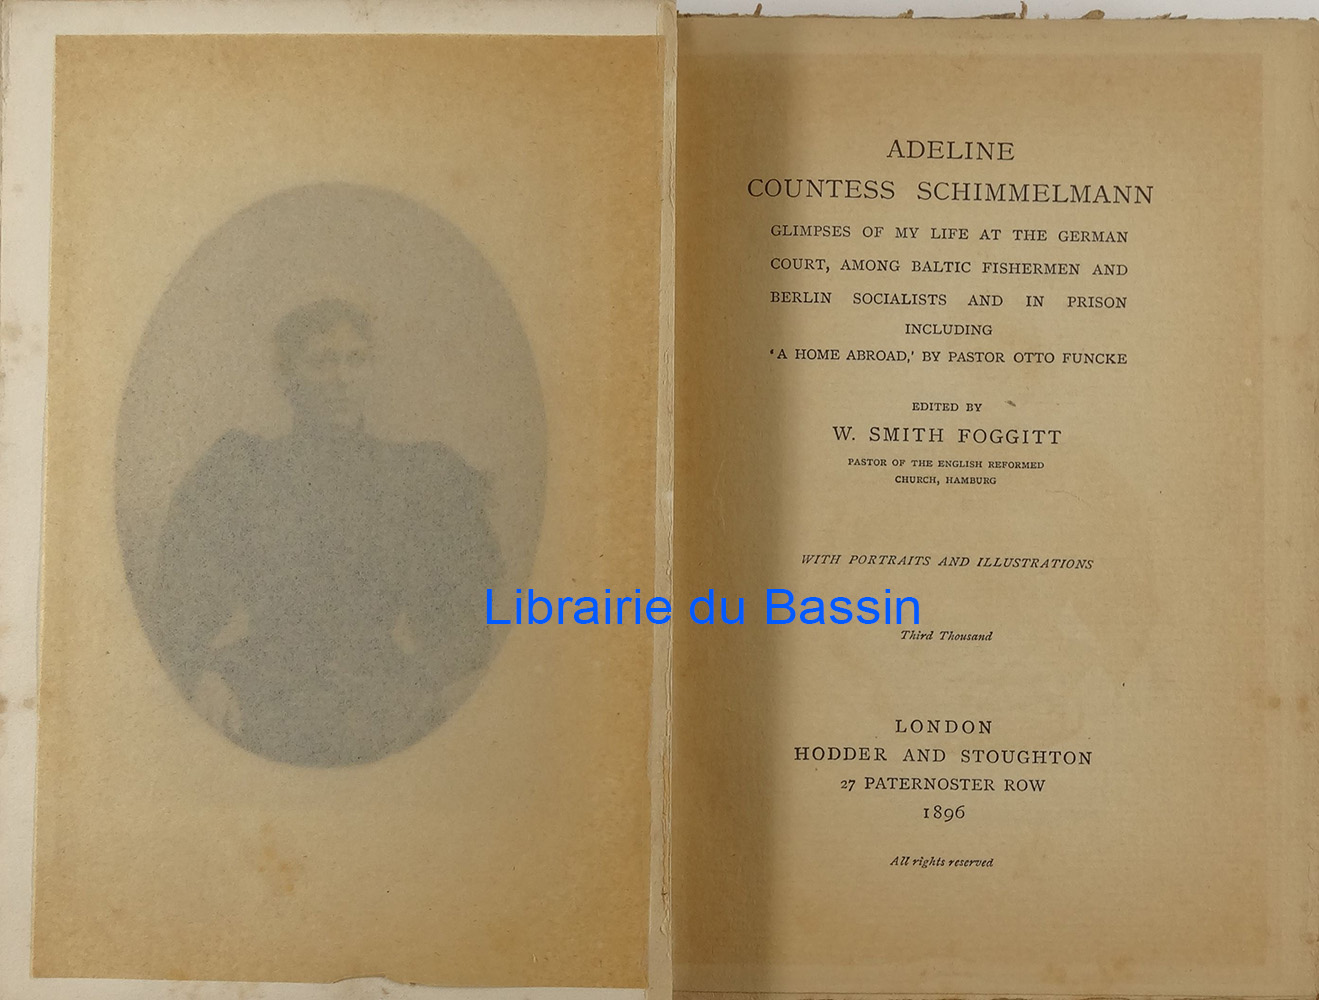 ADELINE
COUNTESS SCHIMMELMANN
GLIMPSES OF MY LIFE AT THE GERMAN
COURT, AMONG BALTIC FISHERMEN AND
BERLIN SOCIALISTS AND IN PRISON
INCLUDING
‘A HOME ABROAD,’ BY PASTOR OTTO FUNCKE
EDITED BY
W. SMITH FOGGITT
PASTOR OF THE ENGLISH REFORMED
CHURCH, HAMBURG
WITH PORTRAITS AND ILLUSTRATIONS
Librairie du Bassin
Third Thousand
LONDON
HODDER AND STOUGHTON
27 PATERNOSTER ROW
1896
All rights reserved